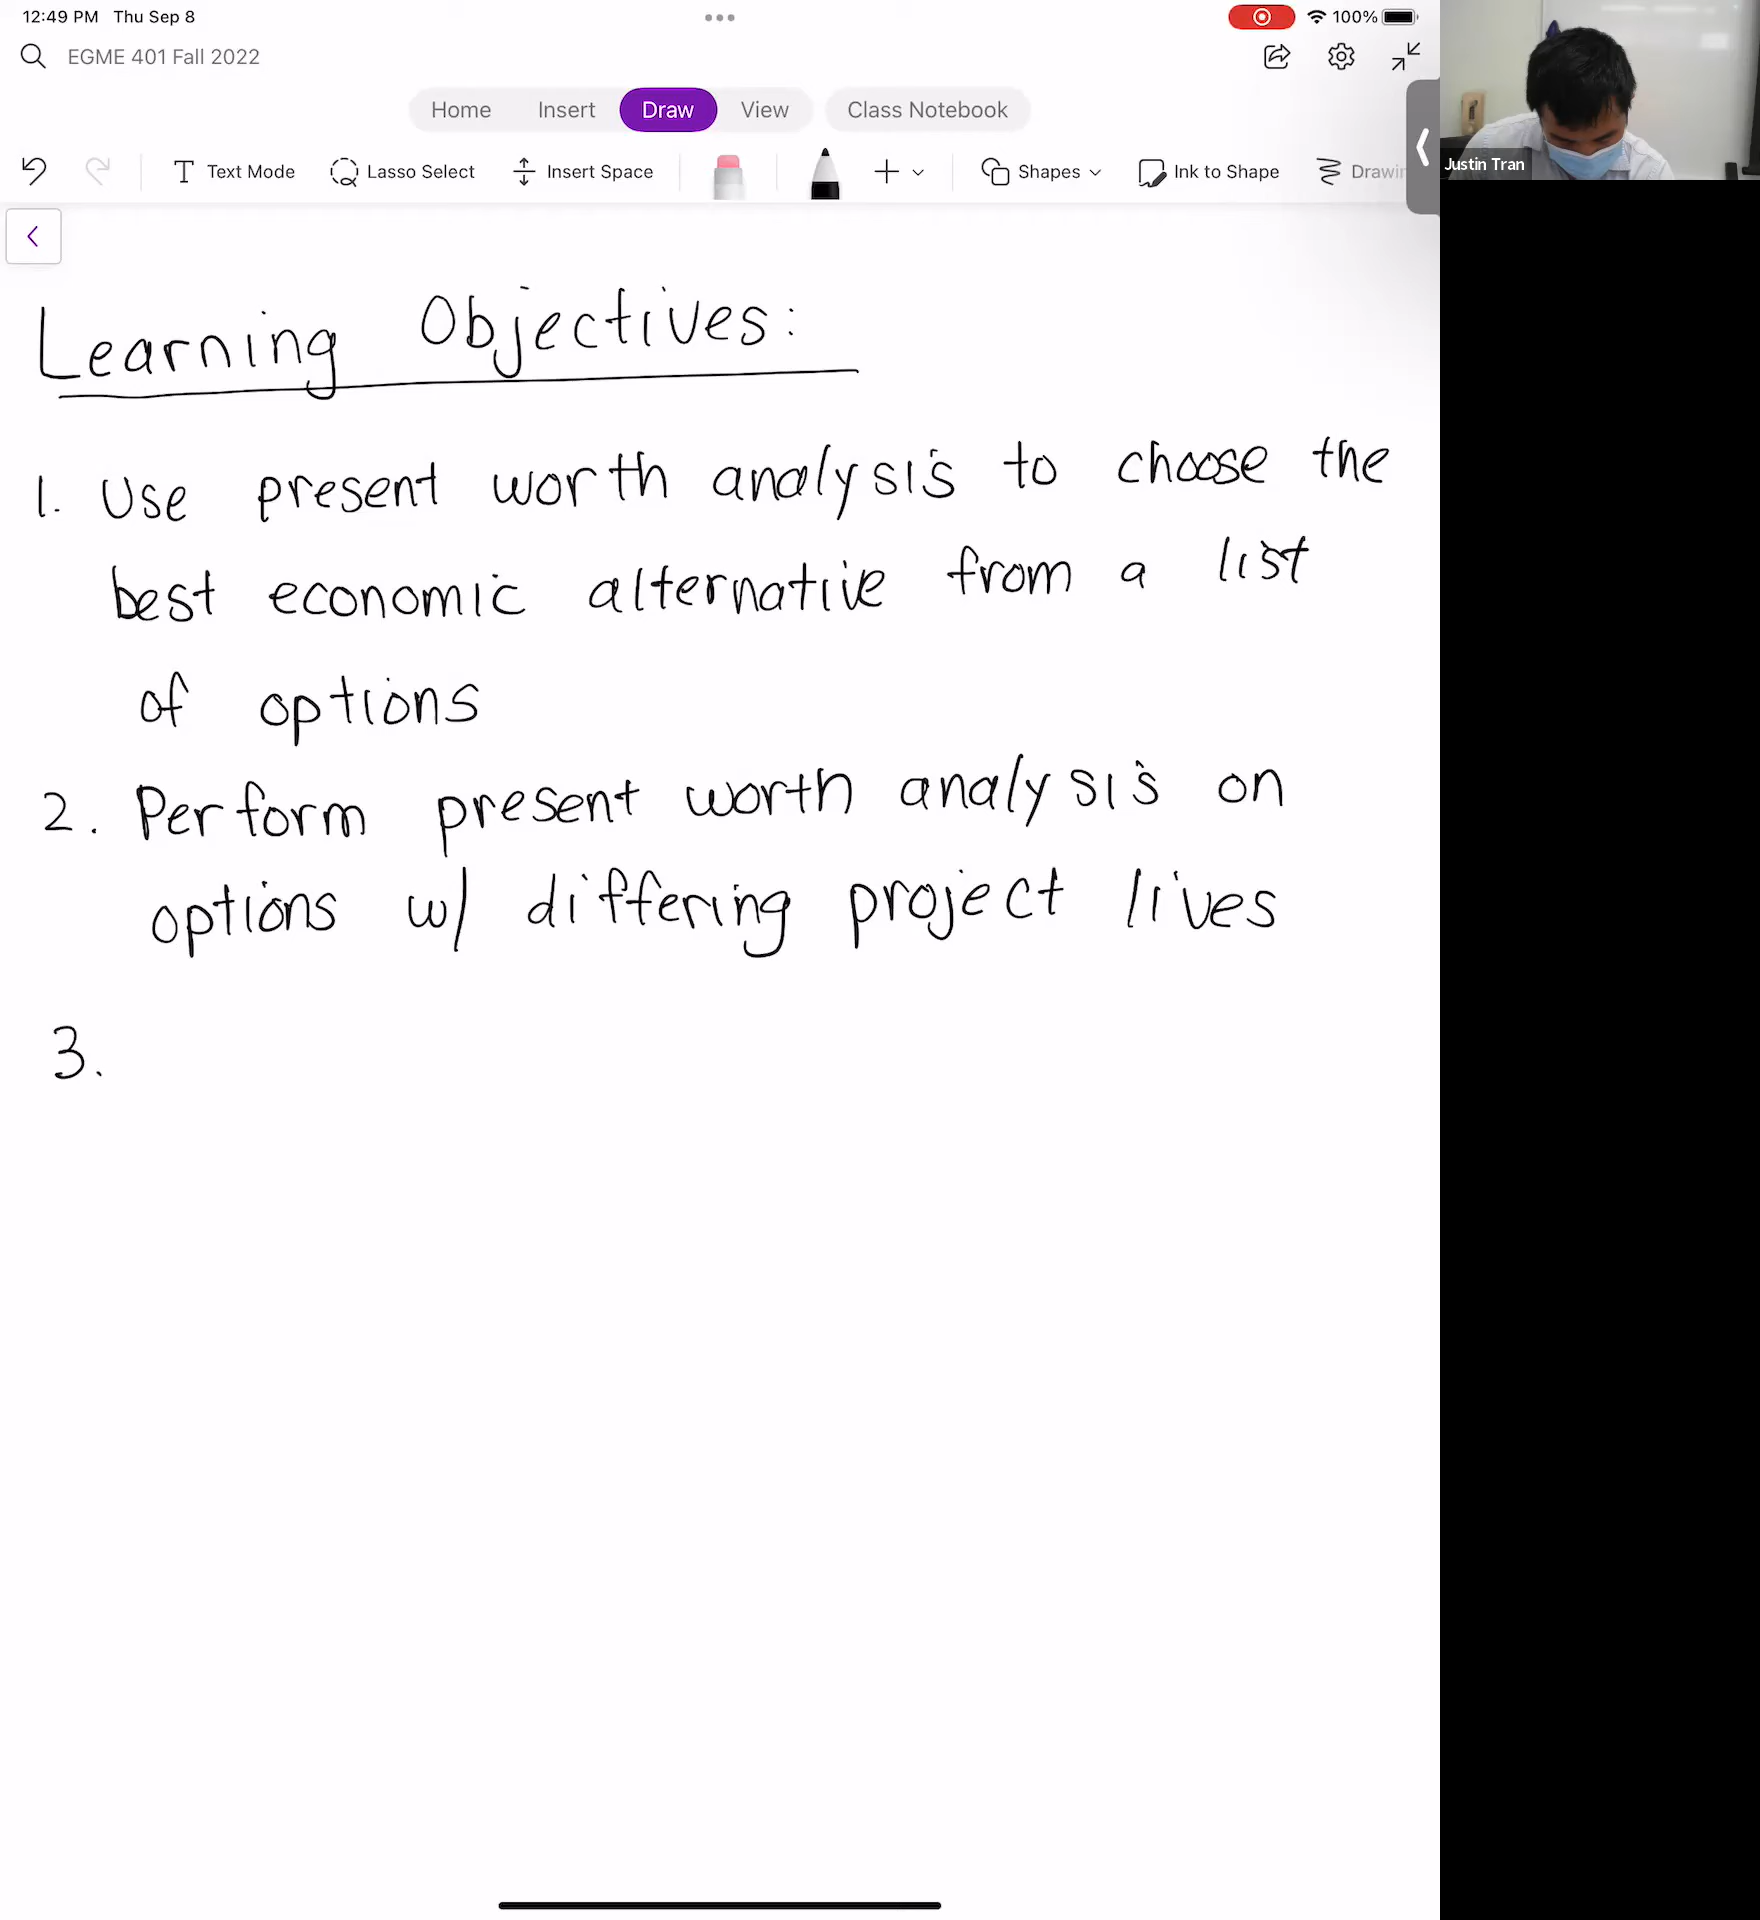 12:49 PM Thu Sep 8
100%
EGME 401 Fall 2022
Home Insert Draw View Class Notebook
Text Mode Lasso Select Insert Space Shapes Ink to Shape Drawi
Justin Tran
Learning Objectives:
1. Use present worth analysis to choose the
best economic alternative from a list
of options
2. Perform present worth analysis on
options w/ differing project lives
3.